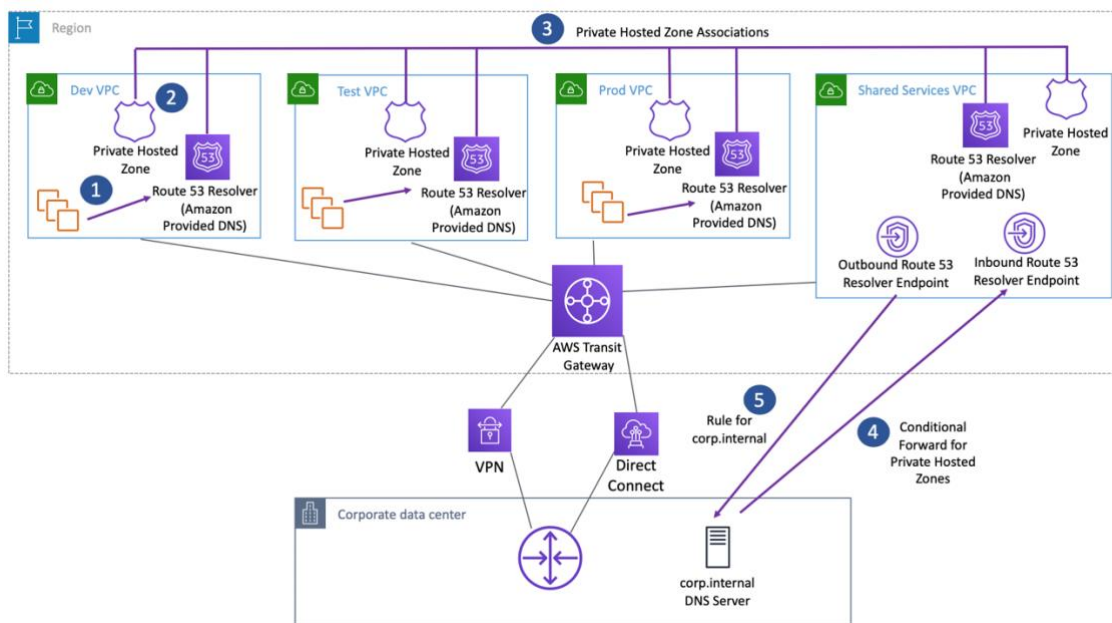 Region
3
Private Hosted Zone Associations
Dev VPC
2
Private Hosted
Zone
53
1
Route 53 Resolver
(Amazon
Provided DNS)
Test VPC
Private Hosted
Zone
53
Route 53 Resolver
(Amazon
Provided DNS)
Prod VPC
Private Hosted
Zone
53
Route 53 Resolver
(Amazon
Provided DNS)
Shared Services VPC
53
Private Hosted
Zone
Route 53 Resolver
(Amazon
Provided DNS)
Outbound Route 53
Resolver Endpoint
Inbound Route 53
Resolver Endpoint
AWS Transit
Gateway
5
Rule for
corp.internal
4
Conditional
Forward for
Private Hosted
Zones
VPN
Direct
Connect
Corporate data center
corp.internal
DNS Server